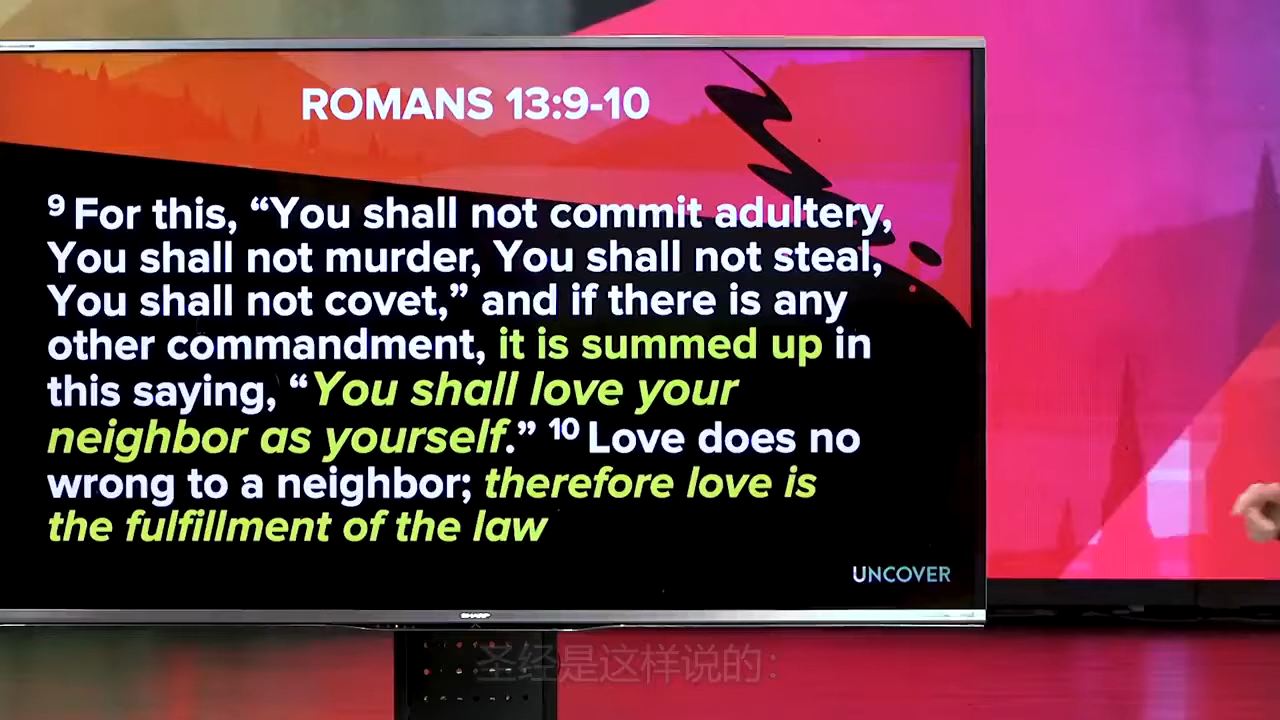 ROMANS 13:9-10
⁹ For this, “You shall not commit adultery,
You shall not murder, You shall not steal,
You shall not covet,” and if there is any
other commandment, it is summed up in
this saying, “You shall love your
neighbor as yourself.” ¹⁰ Love does no
wrong to a neighbor; therefore love is
the fulfillment of the law
UNCOVER
SHARP
圣经是这样说的：